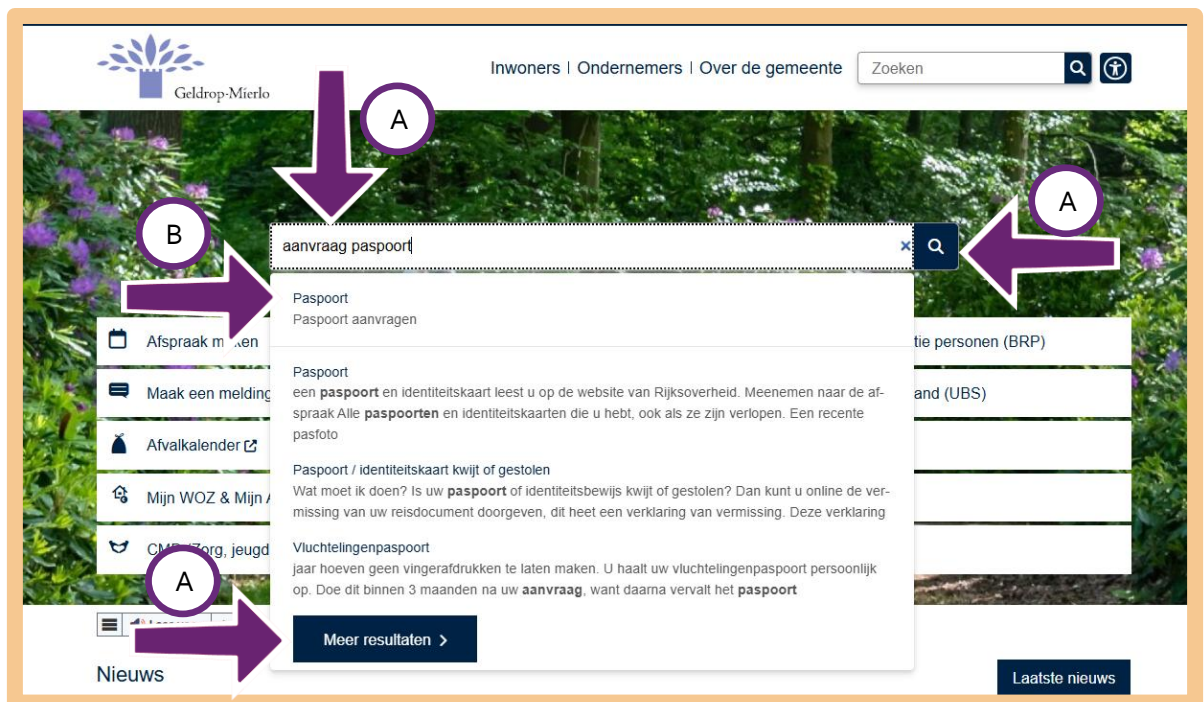 Geldrop-Mierlo
Inwoners | Ondernemers | Over de gemeente
Zoeken
A
A
B
aanvraag paspoort
Paspoort
Paspoort aanvragen
Paspoort
een paspoort en identiteitskaart leest u op de website van Rijksoverheid. Meenemen naar de af-
spraak Alle paspoorten en identiteitskaarten die u hebt, ook als ze zijn verlopen. Een recente
pasfoto
Paspoort / identiteitskaart kwijt of gestolen
Wat moet ik doen? Is uw paspoort of identiteitsbewijs kwijt of gestolen? Dan kunt u online de ver-
missing van uw reisdocument doorgeven, dit heet een verklaring van vermissing. Deze verklaring
Vluchtelingenpaspoort
jaar hoeven geen vingerafdrukken te laten maken. U haalt uw vluchtelingenpaspoort persoonlijk
op. Doe dit binnen 3 maanden na uw aanvraag, want daarna vervalt het paspoort
A
Meer resultaten
Afspraak
Maak een melding
Afvalkalender
Mijn WOZ & Mijn
jeugd
tie personen (BRP)
and (UBS)
Nieuws
Laatste nieuws